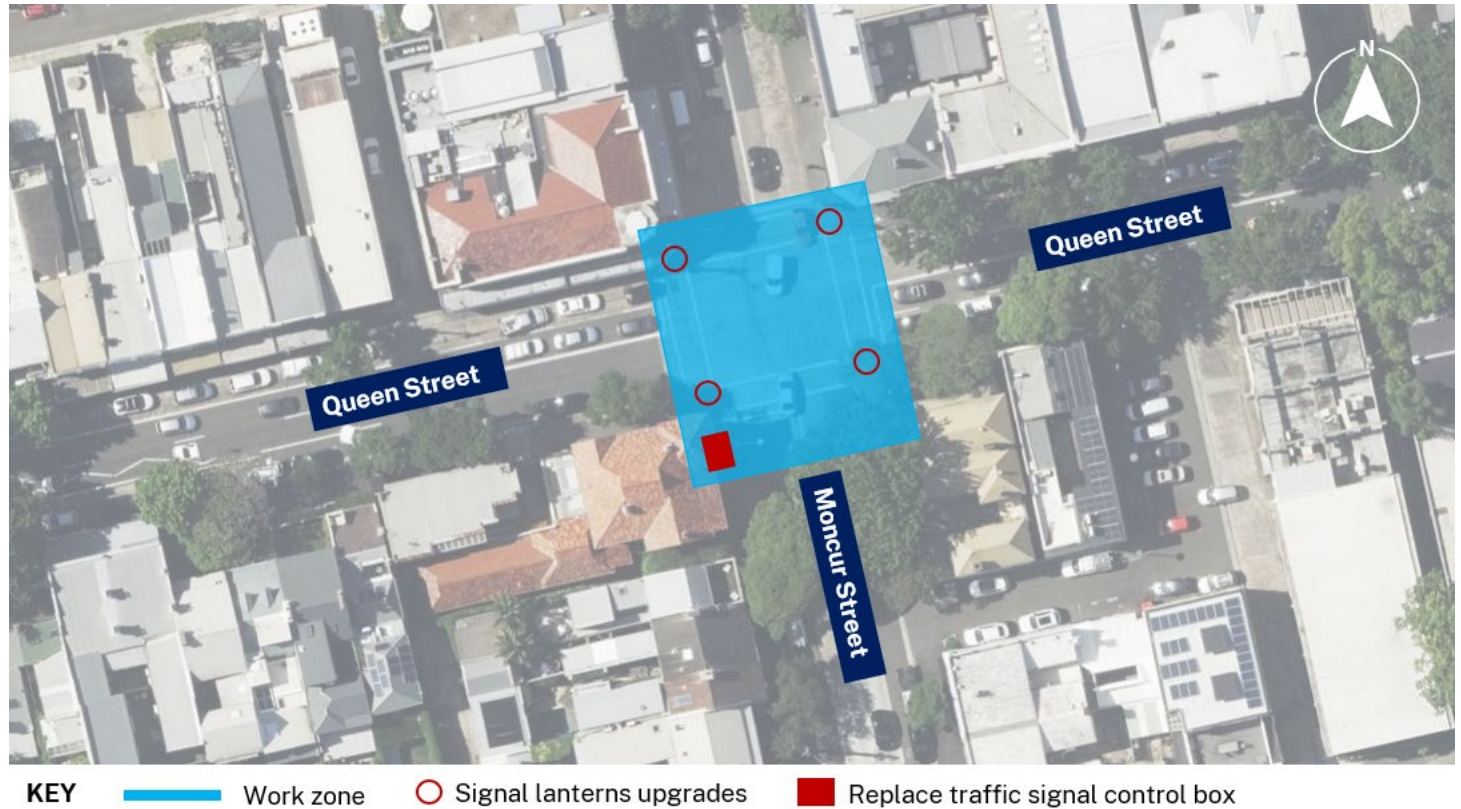 N
Queen Street
Queen Street
Moncur Street
KEY Work zone Signal lanterns upgrades Replace traffic signal control box